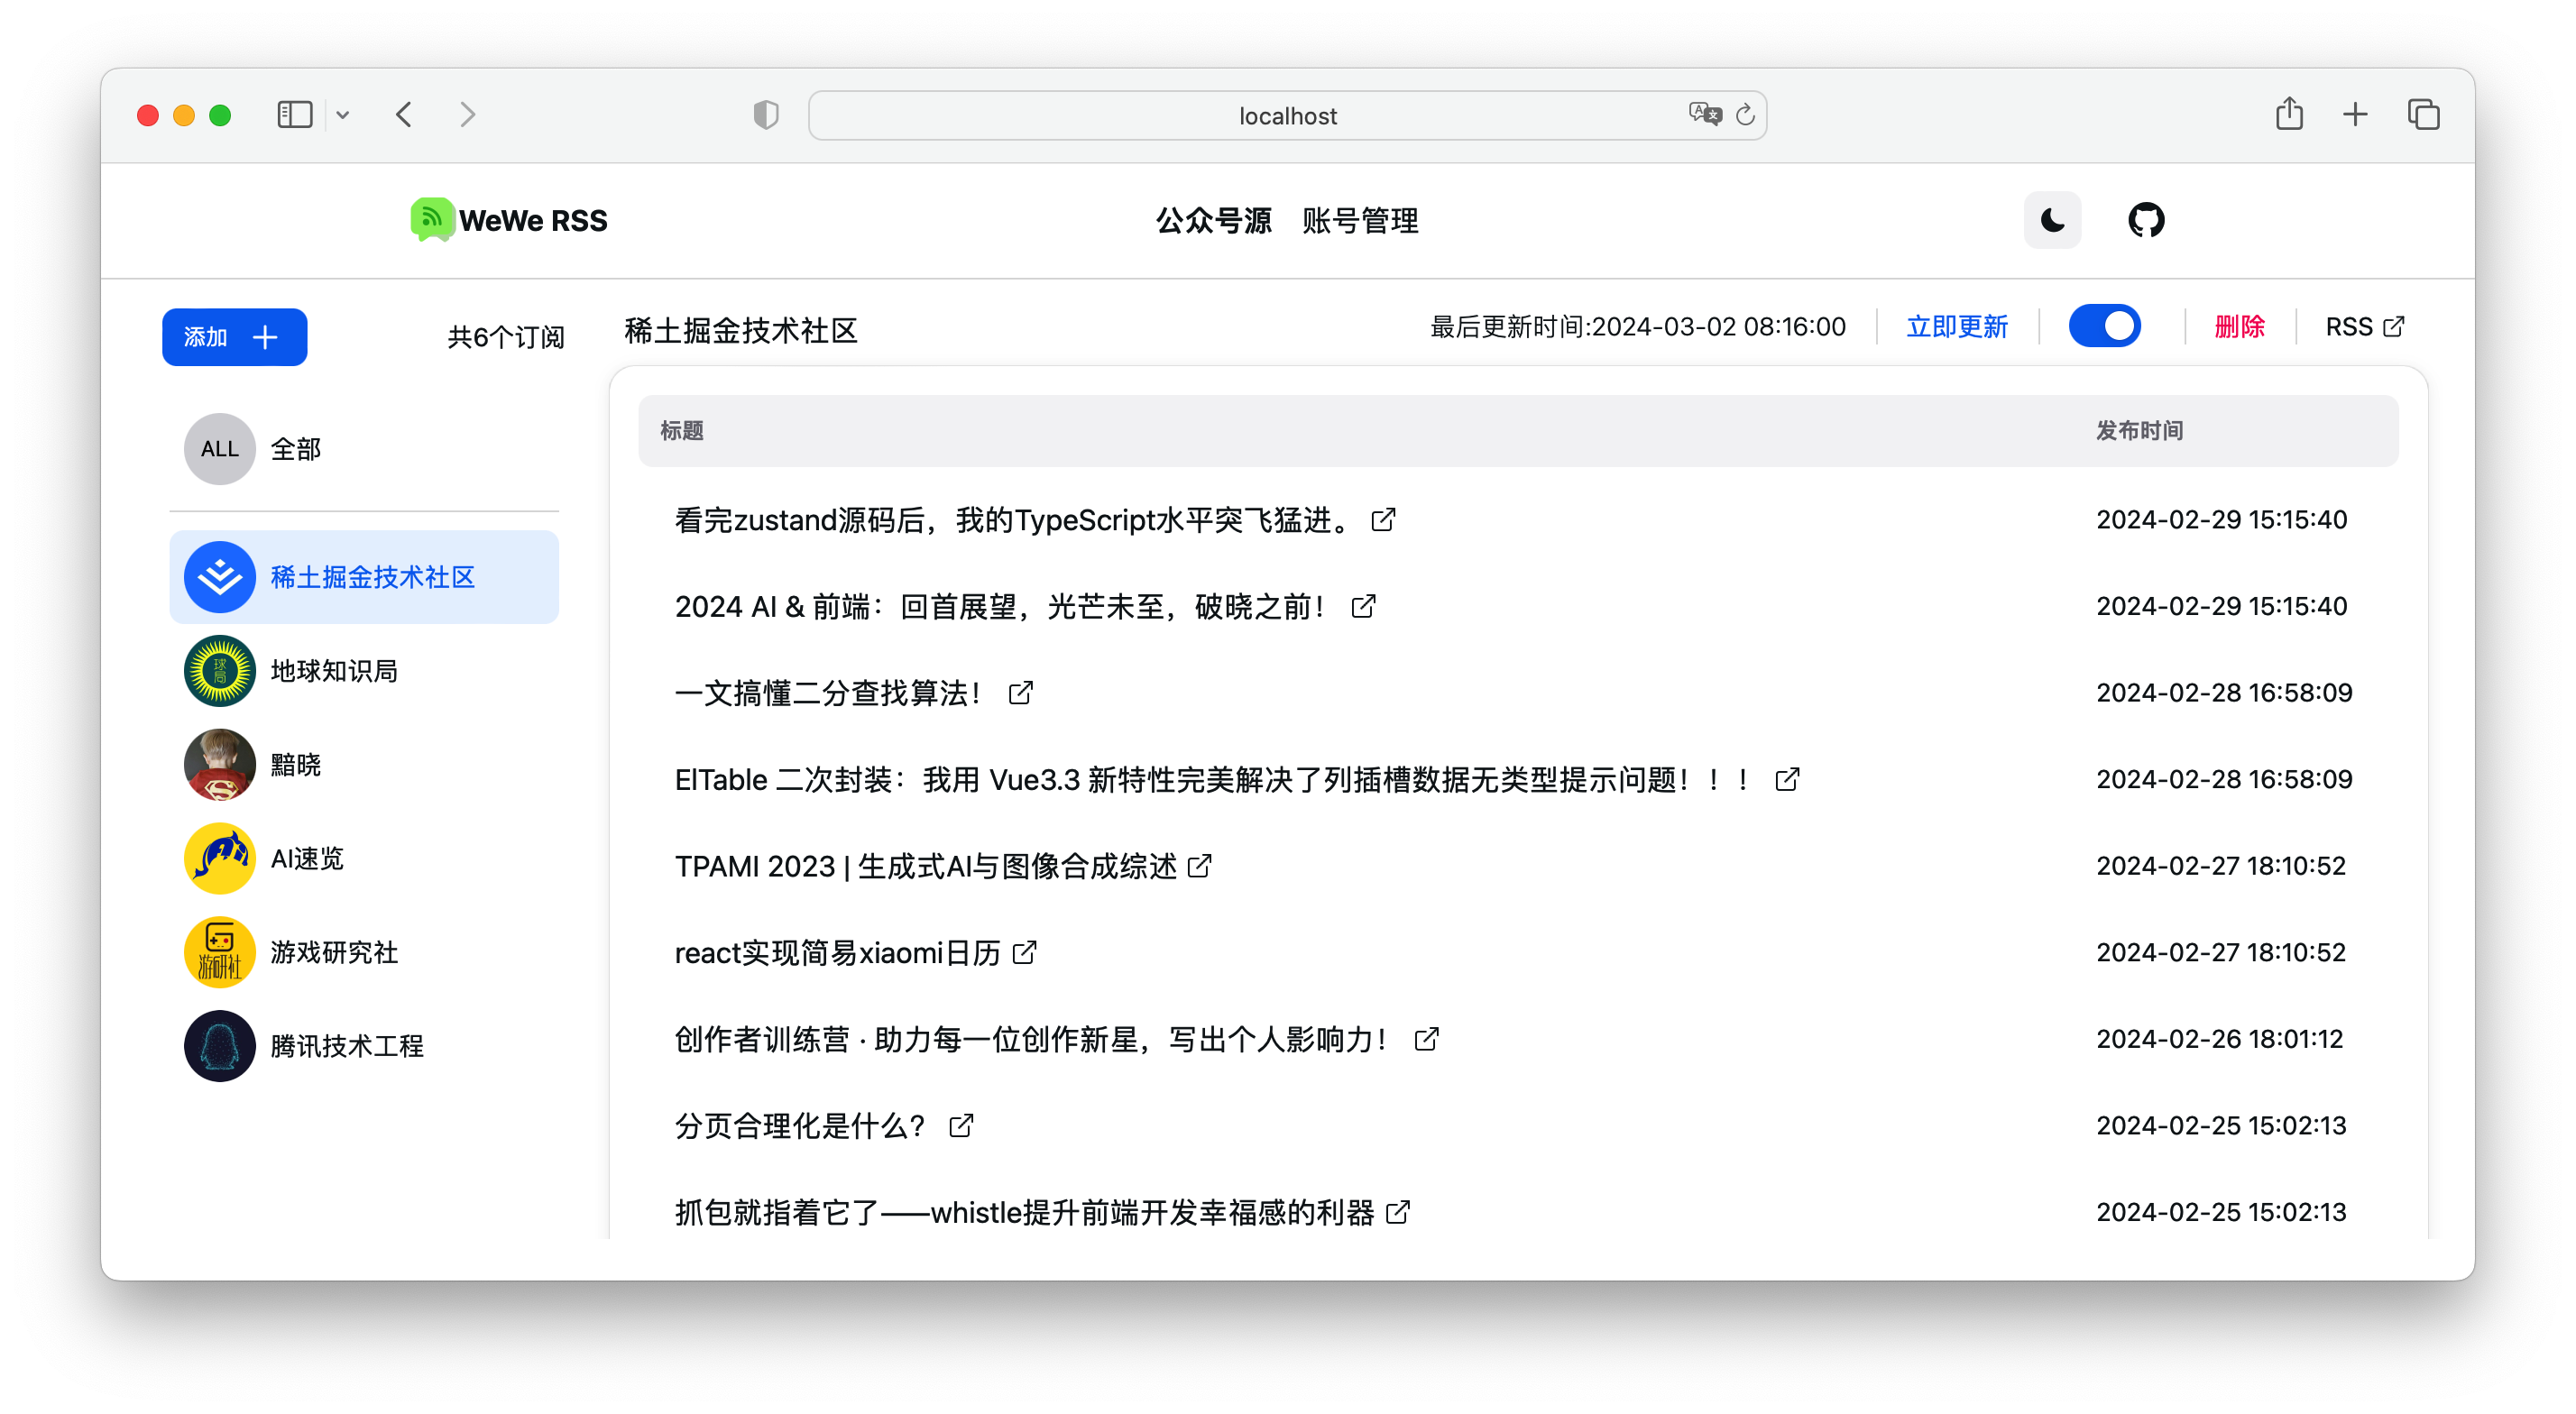 localhost
WeWe RSS
公众号源 账号管理
添加
共6个订阅
稀土掘金技术社区
最后更新时间:2024-03-02 08:16:00
立即更新
删除
RSS
ALL 全部
稀土掘金技术社区
球局
地球知识局
黯晓
AI速览
游研社
游戏研究社
腾讯技术工程
标题 发布时间
看完zustand源码后，我的TypeScript水平突飞猛进。 2024-02-29 15:15:40
2024 AI & 前端：回首展望，光芒未至，破晓之前！ 2024-02-29 15:15:40
一文搞懂二分查找算法！ 2024-02-28 16:58:09
ElTable 二次封装：我用 Vue3.3 新特性完美解决了列插槽数据无类型提示问题！！！ 2024-02-28 16:58:09
TPAMI 2023 | 生成式AI与图像合成综述 2024-02-27 18:10:52
react实现简易xiaomi日历 2024-02-27 18:10:52
创作者训练营 · 助力每一位创作新星，写出个人影响力！ 2024-02-26 18:01:12
分页合理化是什么？ 2024-02-25 15:02:13
抓包就指着它了——whistle提升前端开发幸福感的利器 2024-02-25 15:02:13